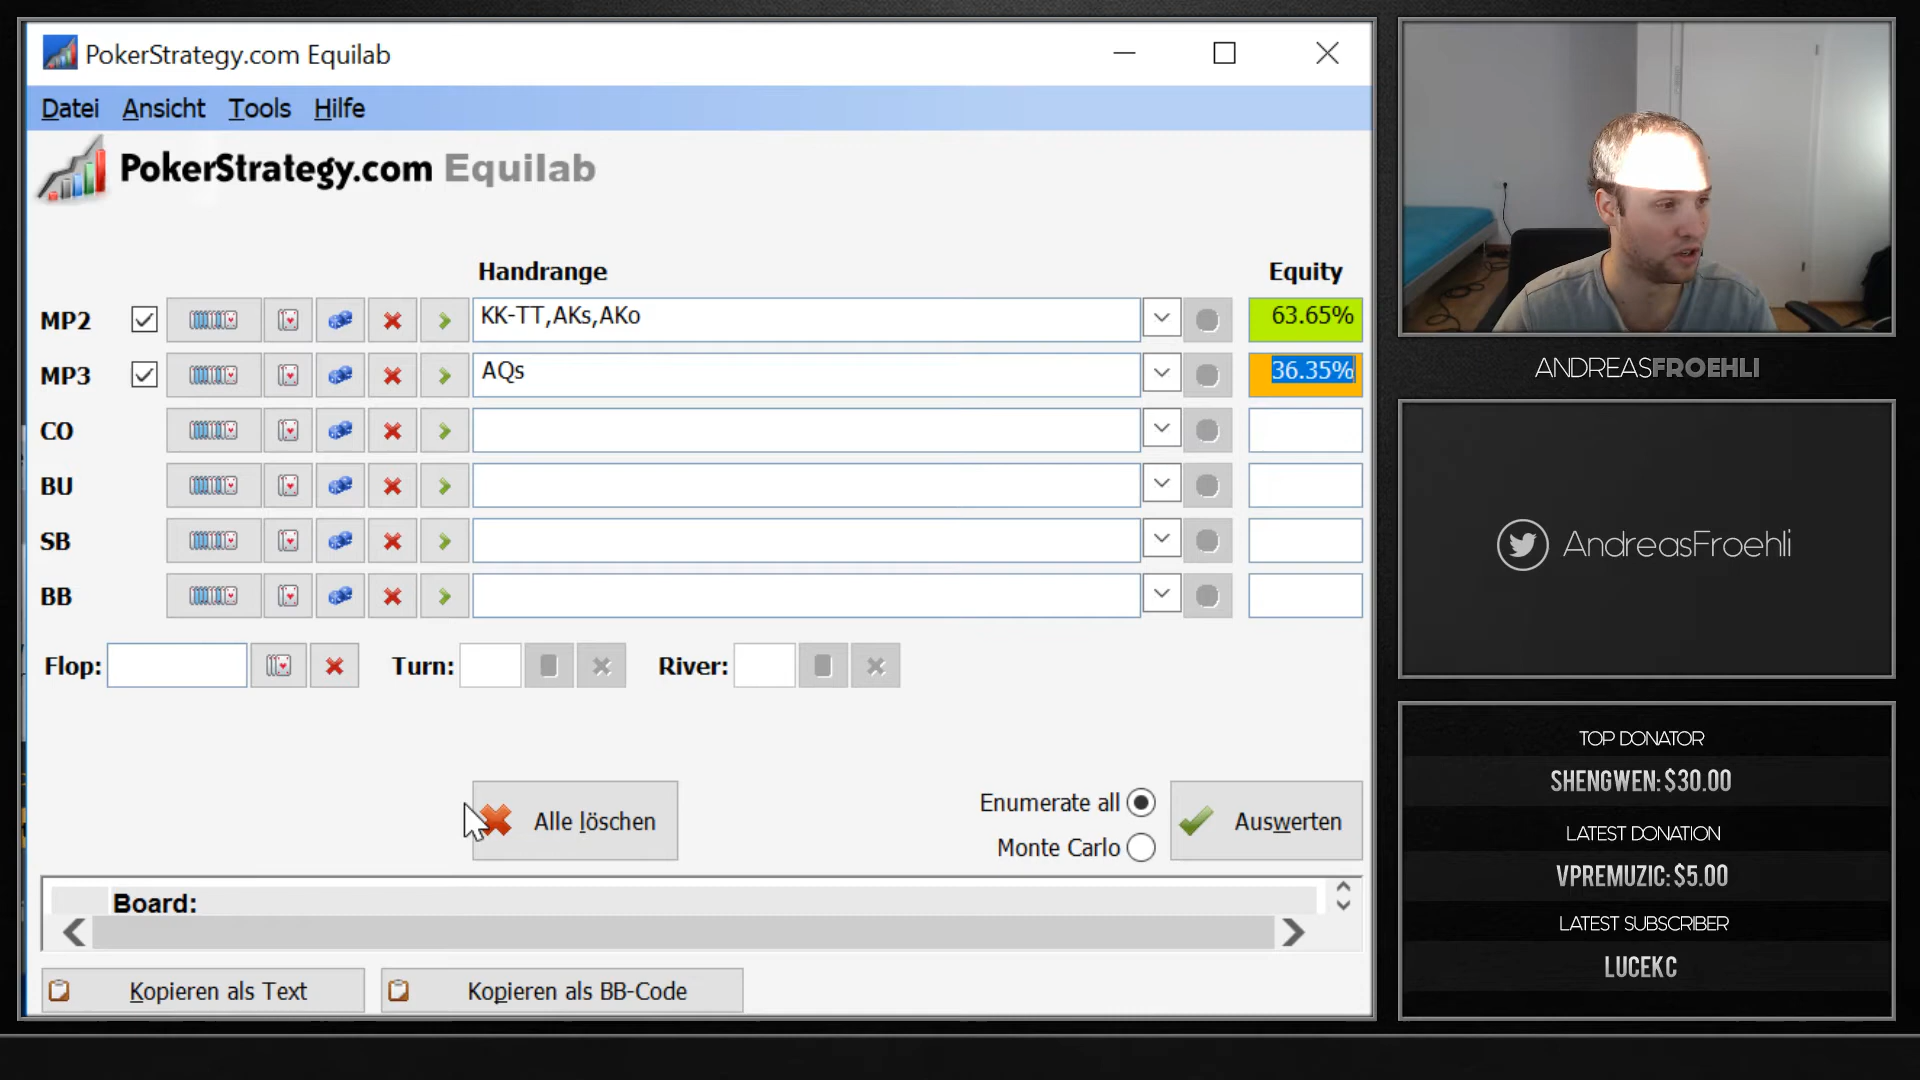 PokerStrategy.com Equilab
Datei Ansicht Tools Hilfe
PokerStrategy.com Equilab
Handrange Equity
MP2 KK-TT,AKs,AKo 63.65%
MP3 AQs 36.35%
CO
BU
SB
BB
Flop: Turn: River:
Alle löschen
Enumerate all
Monte Carlo
Auswerten
Board:
Kopieren als Text Kopieren als BB-Code
ANDREASFROEHLI
AndreasFroehli
TOP DONATOR
SHENGWEN: $30.00
LATEST DONATION
VPREMUZIC: $5.00
LATEST SUBSCRIBER
LUCEKC